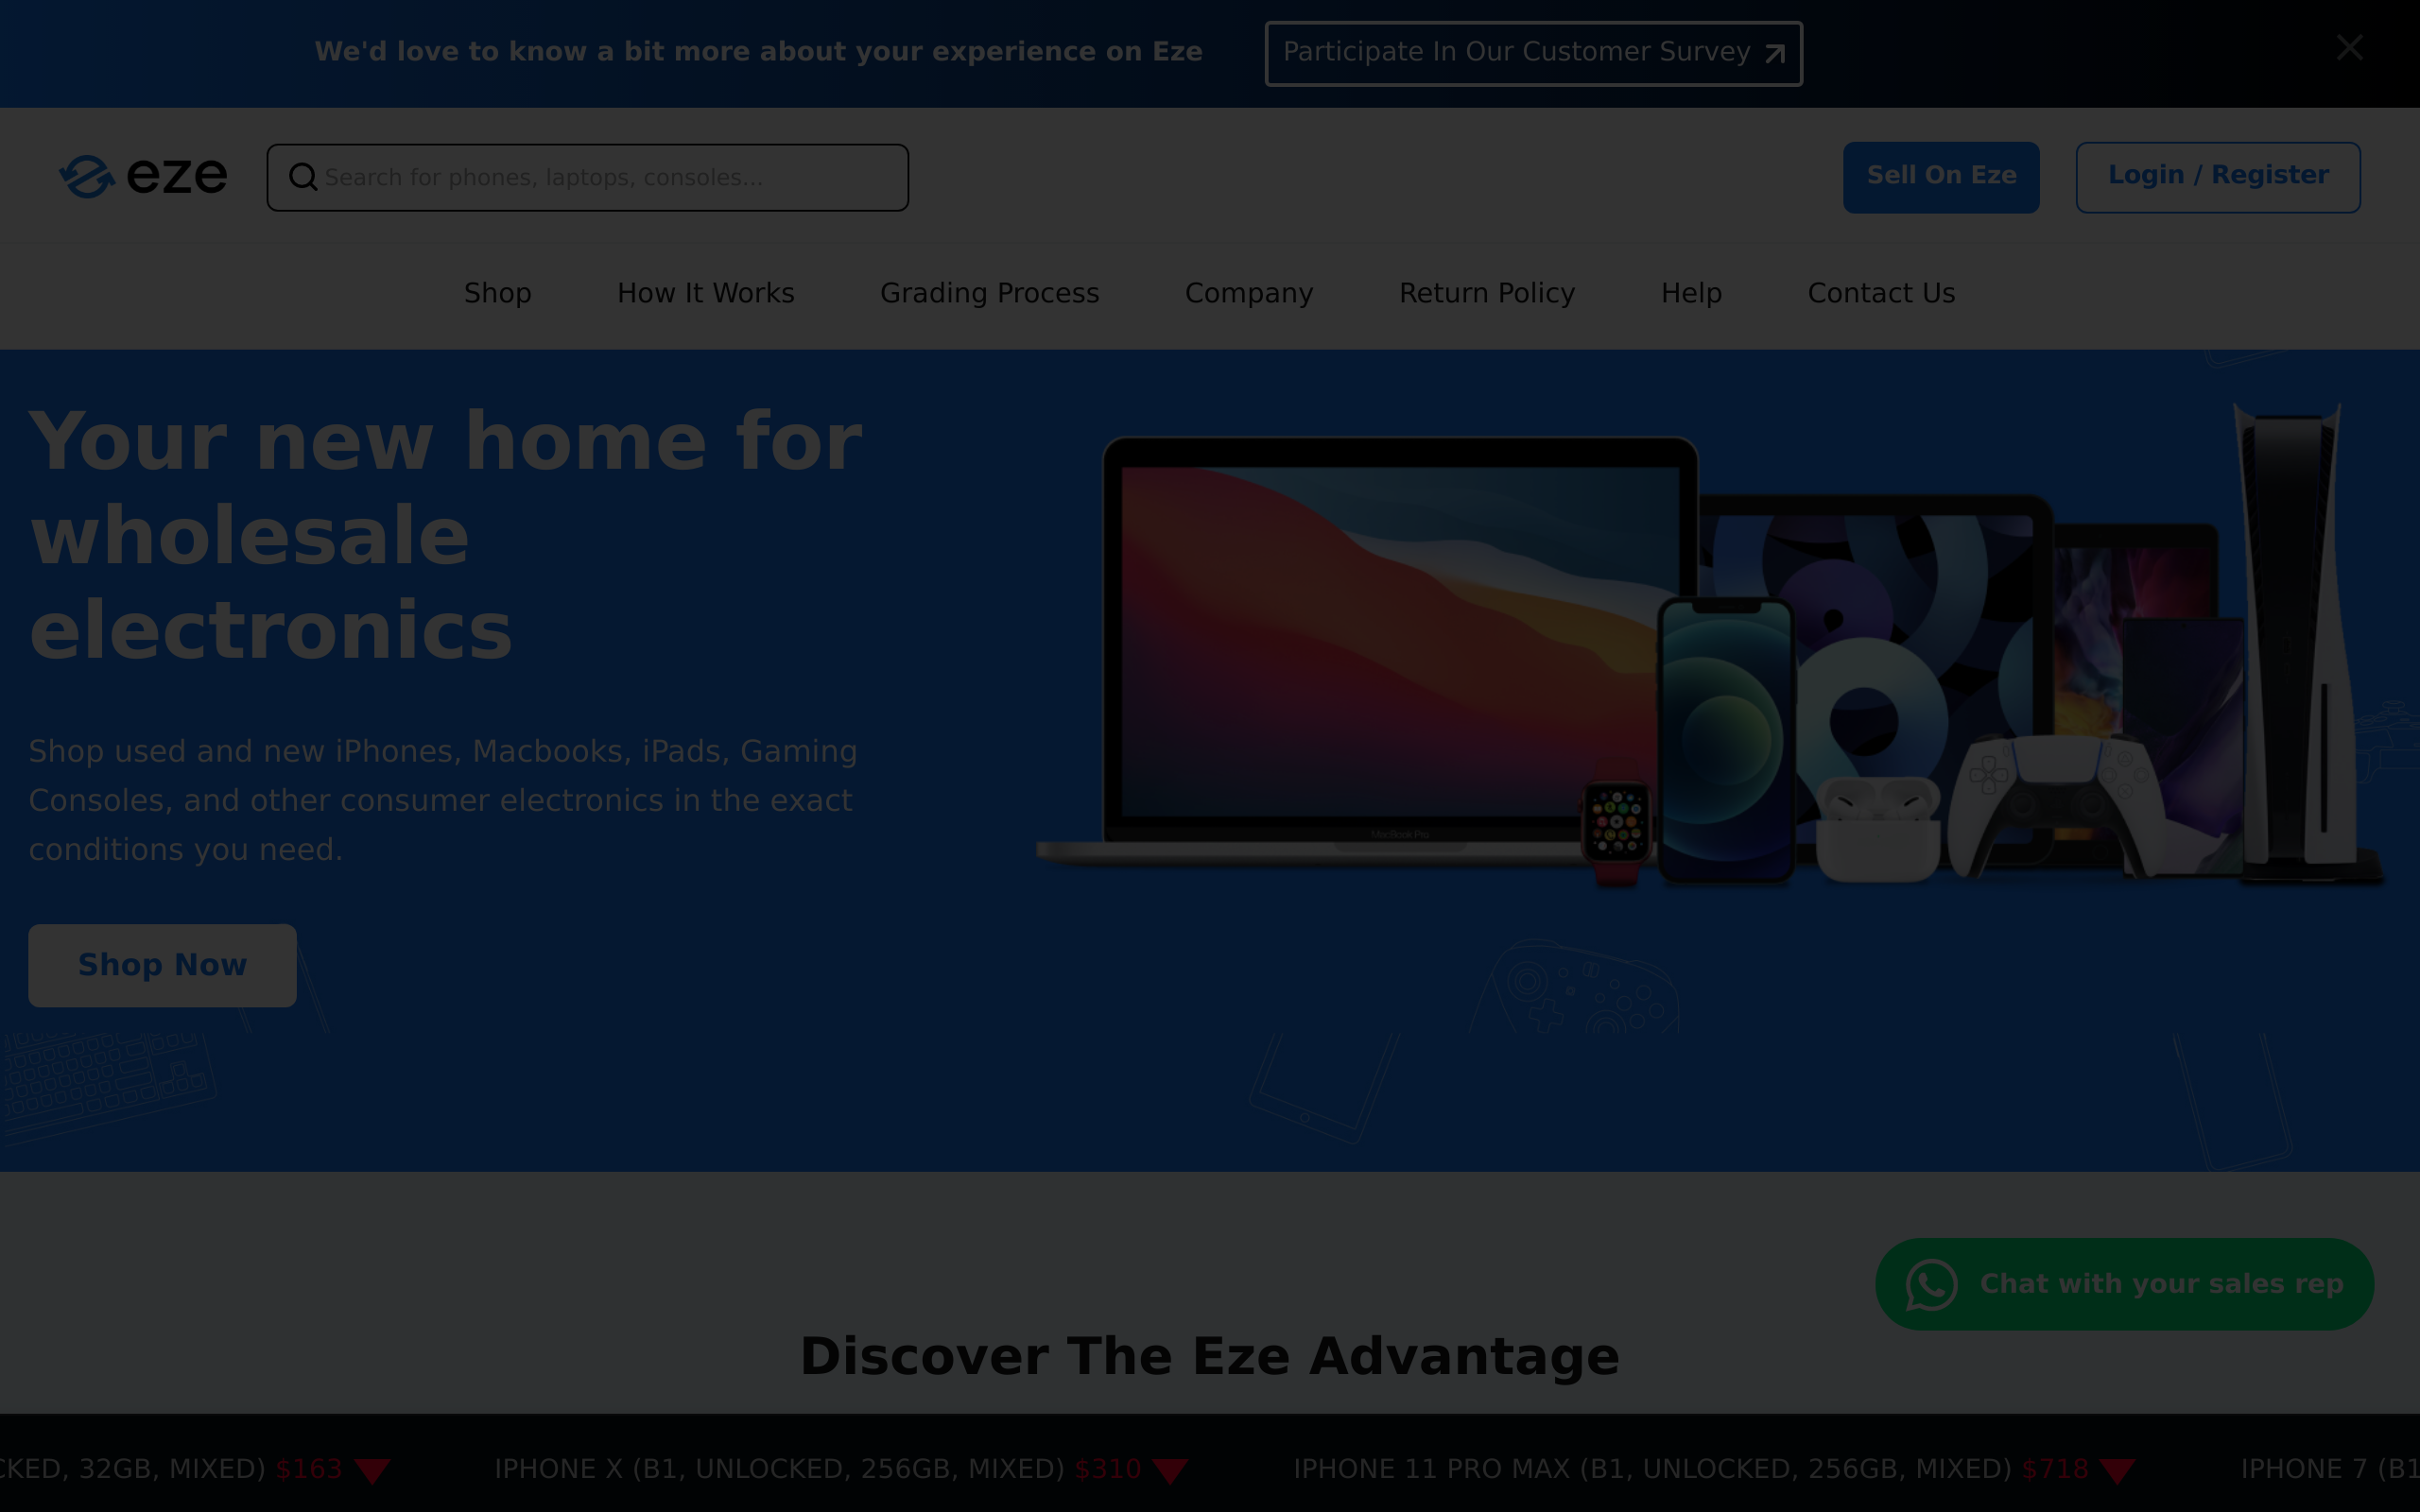 We'd love to know a bit more about your experience on Eze
Participate In Our Customer Survey
eze
Search for phones, laptops, consoles...
Sell On Eze
Login / Register
Shop
How It Works
Grading Process
Company
Return Policy
Help
Contact Us
Your new home for
wholesale
electronics
Shop used and new iPhones, Macbooks, iPads, Gaming
Consoles, and other consumer electronics in the exact
conditions you need.
Shop Now
MacBook Pro
Chat with your sales rep
Discover The Eze Advantage
CKED, 32GB, MIXED) $163
IPHONE X (B1, UNLOCKED, 256GB, MIXED) $310
IPHONE 11 PRO MAX (B1, UNLOCKED, 256GB, MIXED) $718
IPHONE 7 (B1